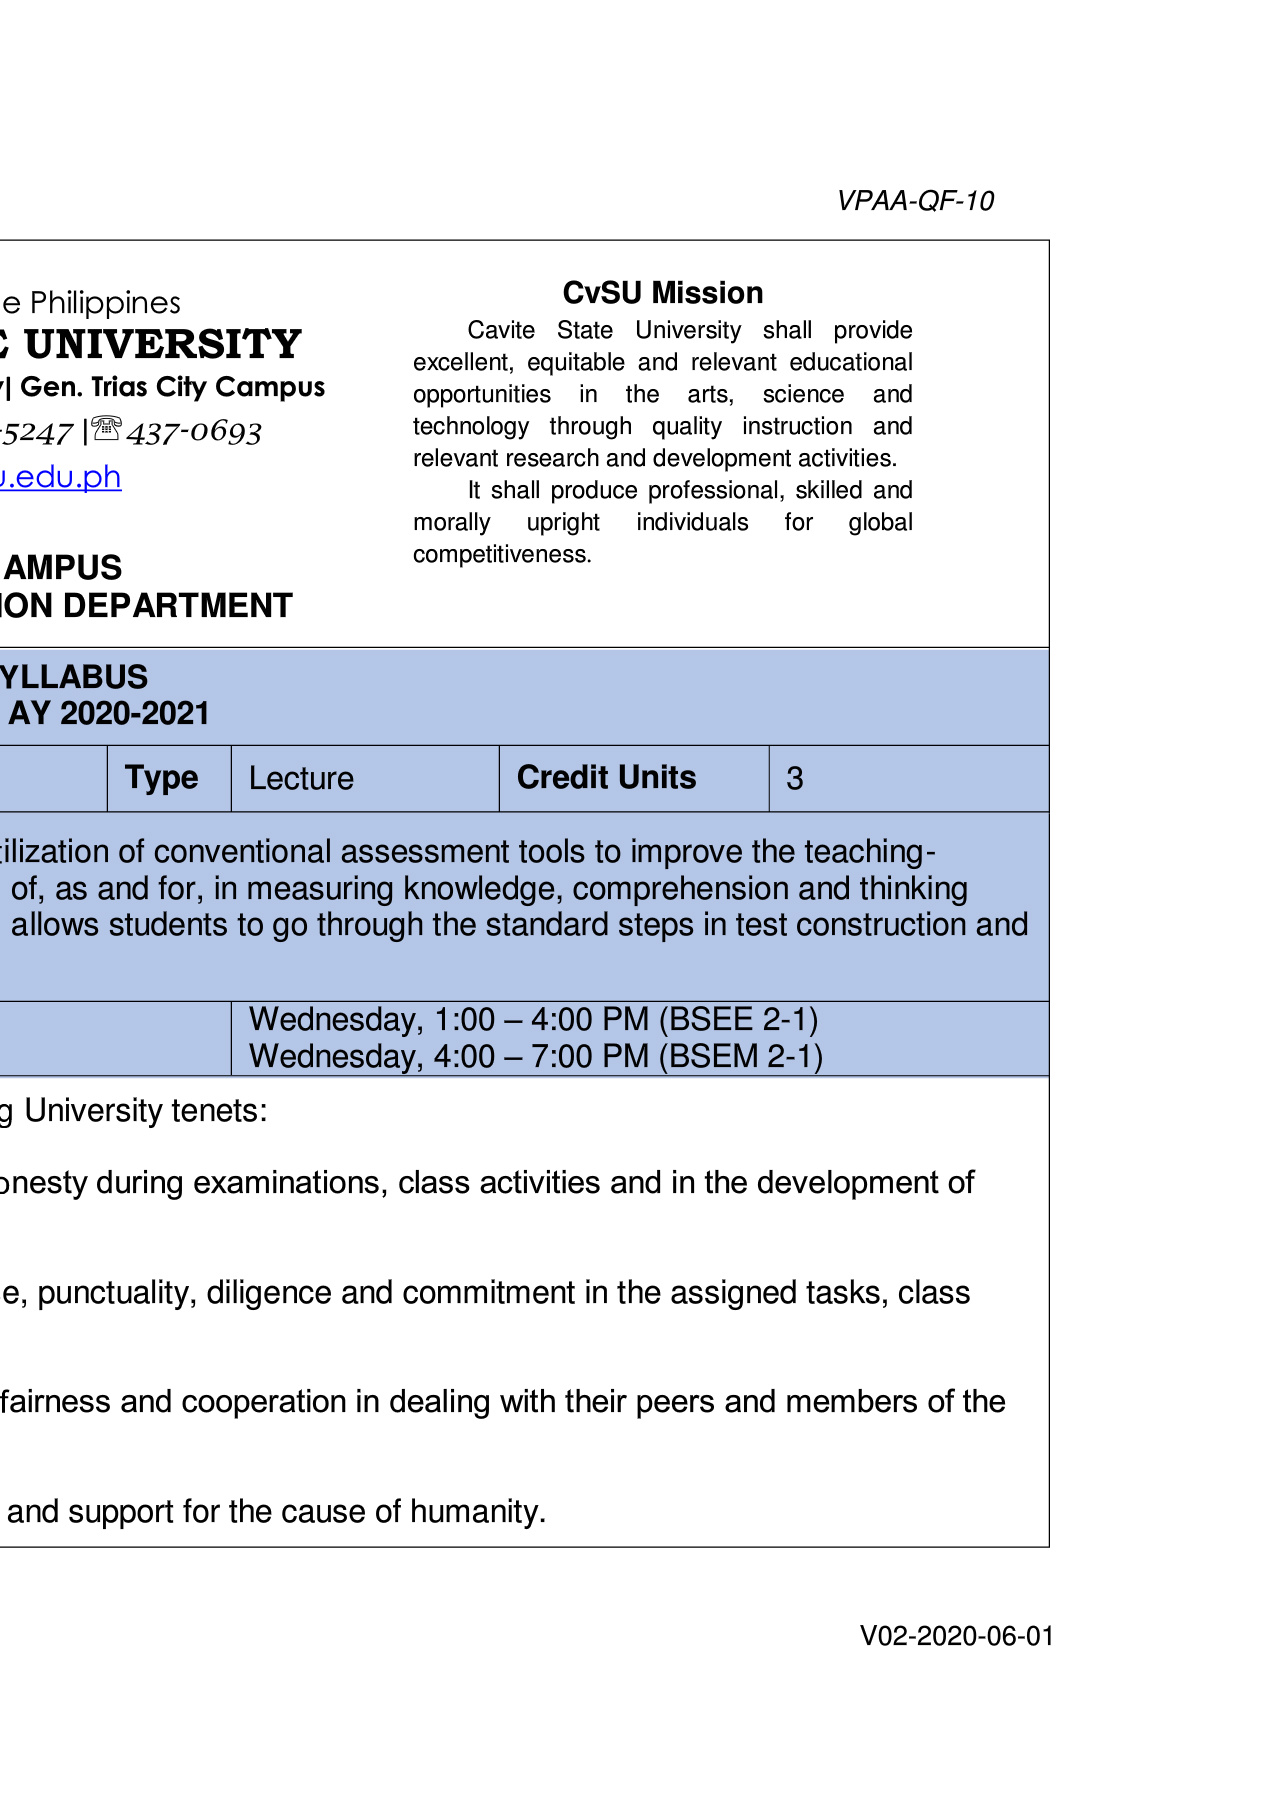 VPAA-QF-10
e Philippines
UNIVERSITY
| Gen. Trias City Campus
-5247 |☏437-0693
u.edu.ph
AMPUS
ION DEPARTMENT
CvSU Mission
Cavite State University shall provide
excellent, equitable and relevant educational
opportunities in the arts, science and
technology through quality instruction and
relevant research and development activities.
It shall produce professional, skilled and
morally upright individuals for global
competitiveness.
YLLABUS
AY 2020-2021
Type
Lecture
Credit Units
3
tilization of conventional assessment tools to improve the teaching-
of, as and for, in measuring knowledge, comprehension and thinking
allows students to go through the standard steps in test construction and
Wednesday, 1:00 – 4:00 PM (BSEE 2-1)
Wednesday, 4:00 – 7:00 PM (BSEM 2-1)
g University tenets:
onesty during examinations, class activities and in the development of
e, punctuality, diligence and commitment in the assigned tasks, class
fairness and cooperation in dealing with their peers and members of the
and support for the cause of humanity.
V02-2020-06-01